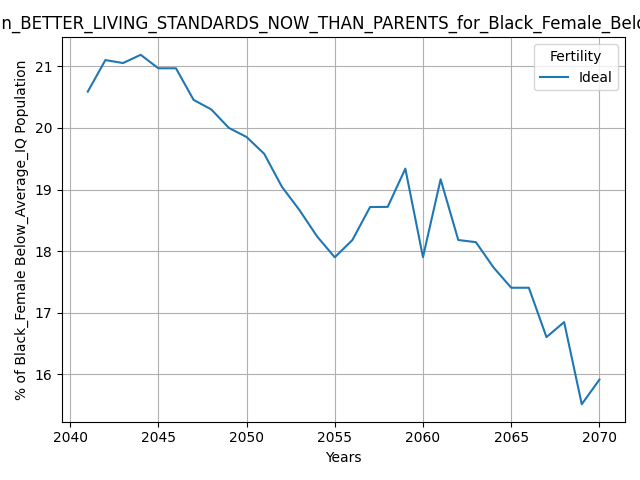 n_BETTER_LIVING_STANDARDS_NOW_THAN_PARENTS_for_Black_Female_Belo
Fertility
Ideal
21
20
19
18
17
16
% of Black_Female Below_Average_IQ Population
2040 2045 2050 2055 2060 2065 2070
Years